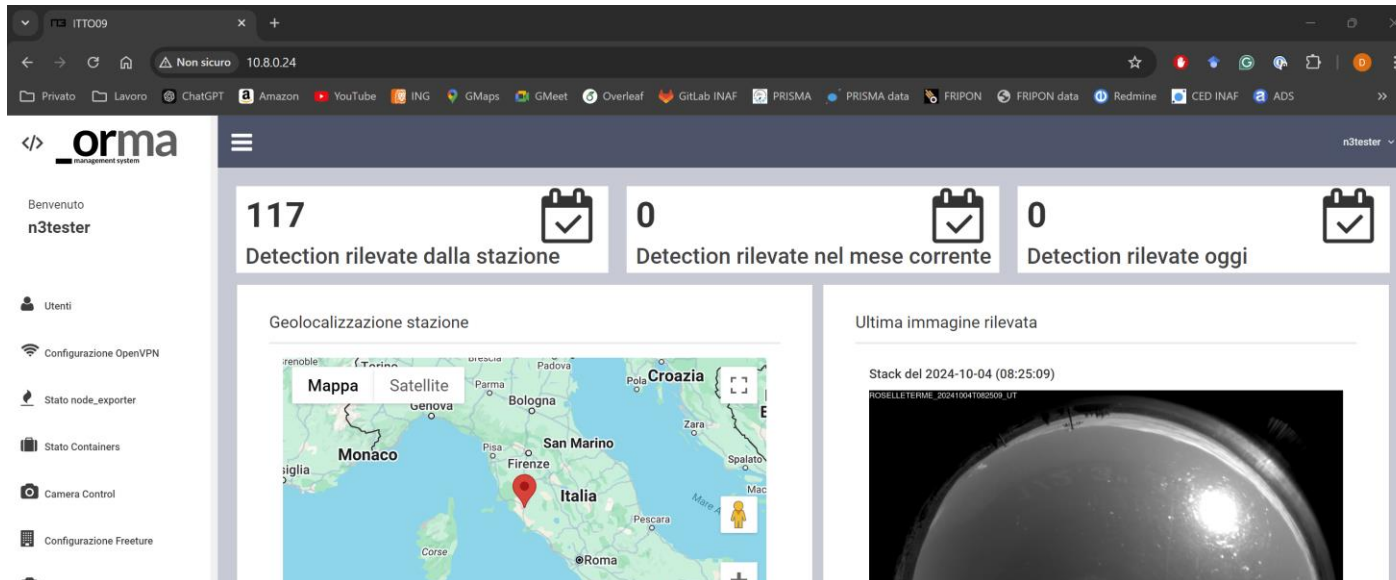 ITTO09
Non sicuro 10.8.0.24
Privato Lavoro ChatGPT Amazon YouTube ING GMaps GMeet Overleaf GitLab INAF PRISMA PRISMA data FRIPON FRIPON data Redmine CED INAF ADS
</> _orma
management system
n3tester
Benvenuto
n3tester
117
Detection rilevate dalla stazione
0
Detection rilevate nel mese corrente
0
Detection rilevate oggi
Utenti
Configurazione OpenVPN
Stato node_exporter
Stato Containers
Camera Control
Configurazione Freeture
Geolocalizzazione stazione
Mappa Satellite
Padova
Parma
Bologna
Genova
Pola
Croazia
Zara
Monaco
Pisa
San Marino
Firenze
Spalato
Italia
Pescara
Corse
Roma
Ultima immagine rilevata
Stack del 2024-10-04 (08:25:09)
ROSELLETERME_20241004T082509_UT